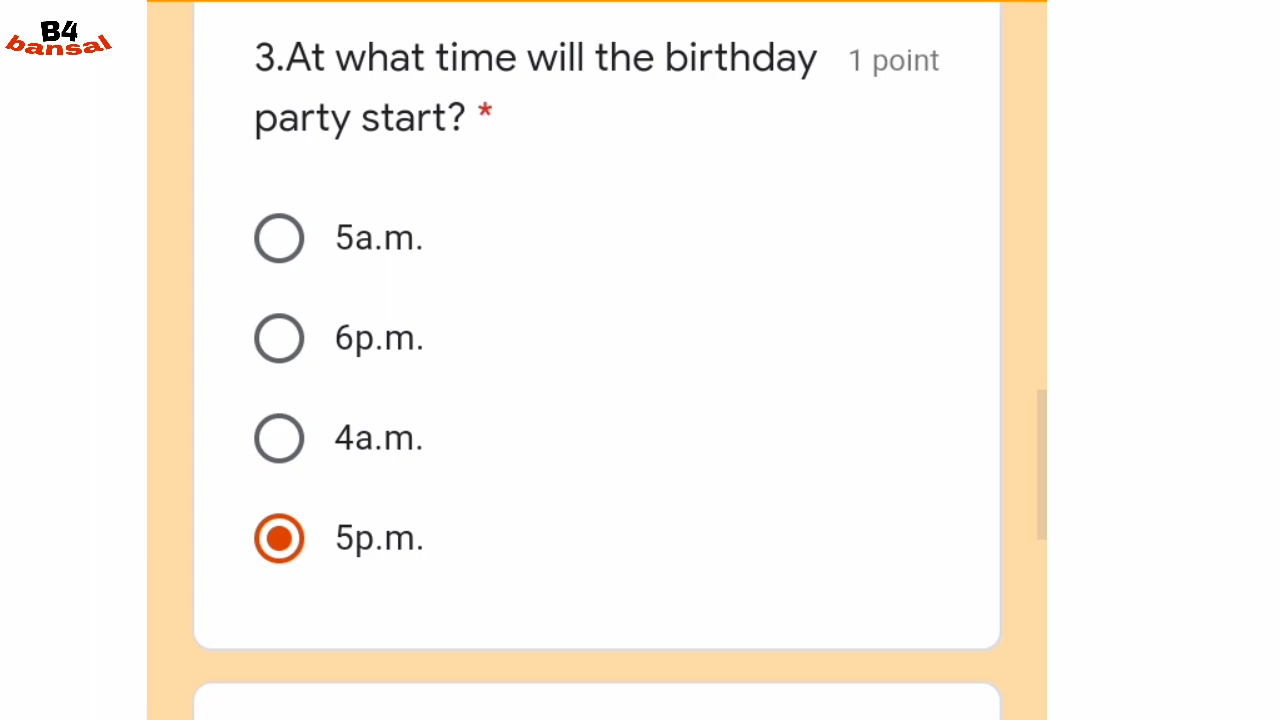 B4
bansal
3.At what time will the birthday 1 point
party start? *
5a.m.
6p.m.
4a.m.
5p.m.